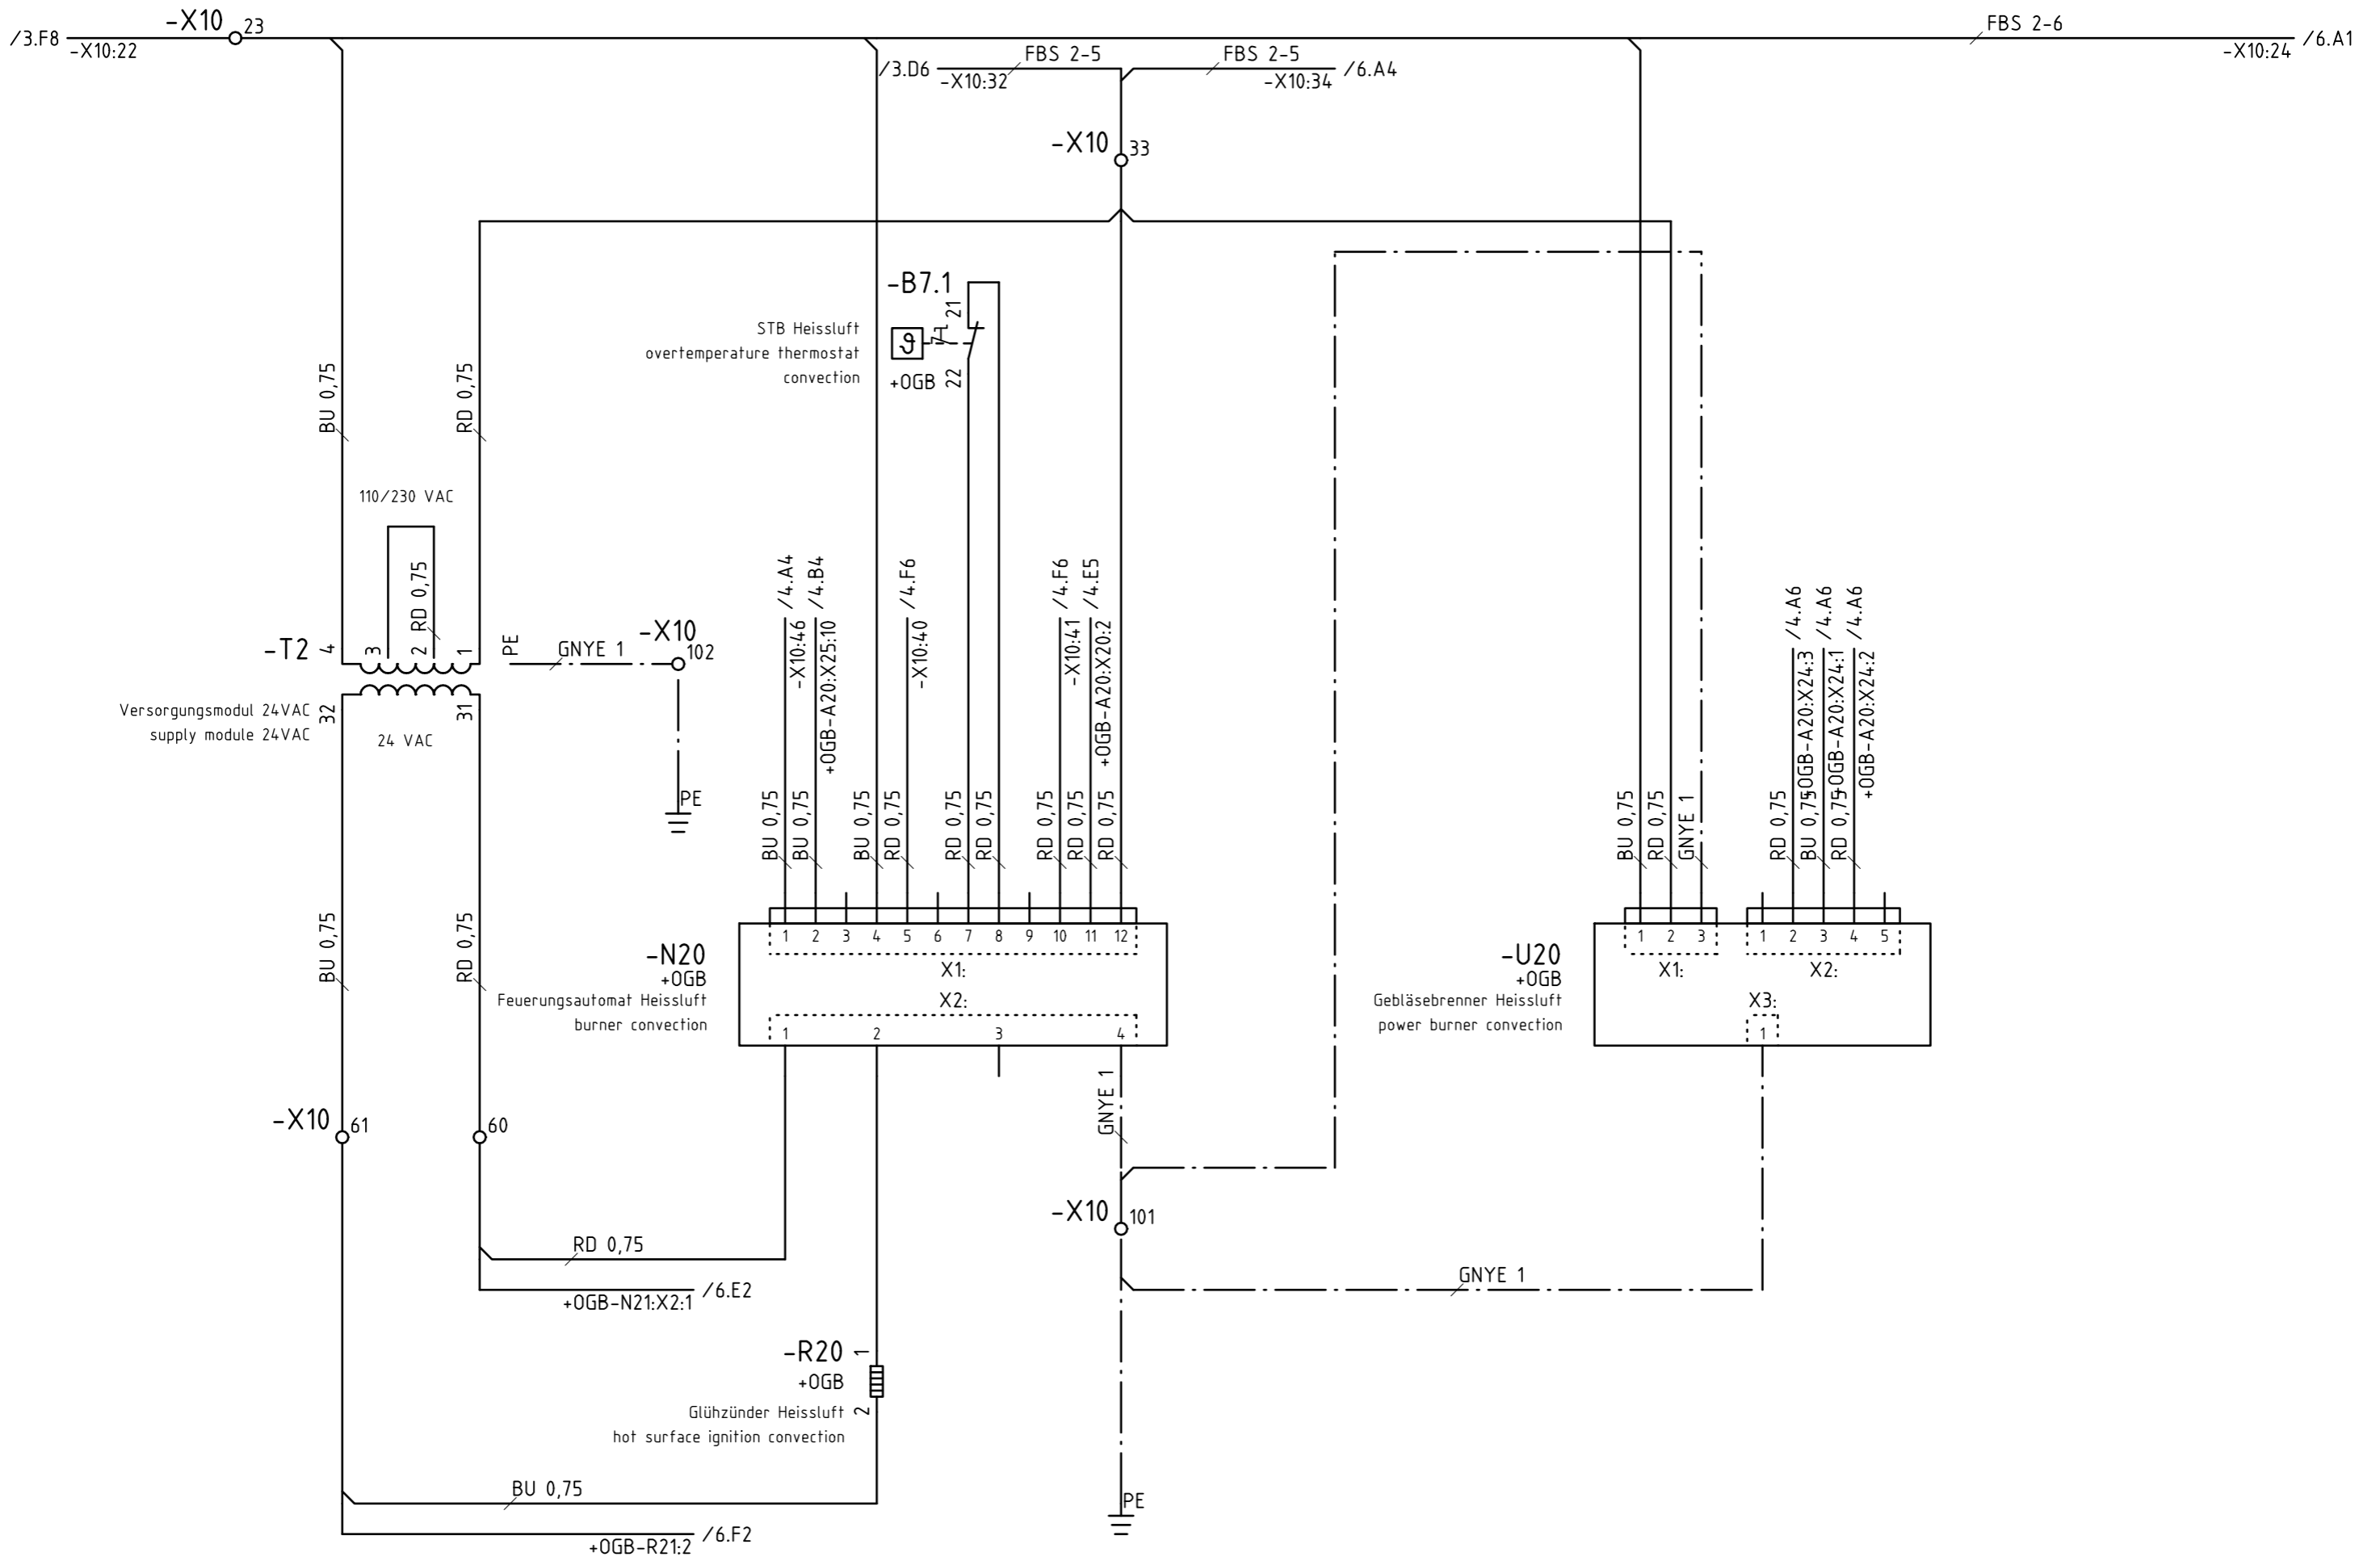 -X10
23
/3.F8
-X10:22
FBS 2-6
-X10:24
/6.A1
/3.D6
FBS 2-5
-X10:32
FBS 2-5
-X10:34
/6.A4
-X10
33
-B7.1
21
STB Heissluft
overtemperature thermostat
convection
ϑ
+0GB
22
BU 0,75
RD 0,75
110/230 VAC
RD 0,75
-T2
4
3
2
1
PE
GNYE 1
-X10
102
PE
Versorgungsmodul 24VAC
supply module 24VAC
32
31
24 VAC
/4.A4
-X10:46
/4.B4
+0GB-A20:X25:10
/4.F6
-X10:40
/4.F6
-X10:41
/4.E5
+0GB-A20:X20:2
/4.A6
+0GB-A20:X24:3
/4.A6
+0GB-A20:X24:1
/4.A6
+0GB-A20:X24:2
BU 0,75
BU 0,75
BU 0,75
RD 0,75
RD 0,75
RD 0,75
RD 0,75
RD 0,75
RD 0,75
BU 0,75
RD 0,75
GNYE 1
RD 0,75
BU 0,75
RD 0,75
BU 0,75
RD 0,75
-N20
+0GB
Feuerungsautomat Heissluft
burner convection
1 2 3 4 5 6 7 8 9 10 11 12
X1:
X2:
1 2 3 4
-U20
+0GB
Gebläsebrenner Heissluft
power burner convection
1 2 3
X1:
1 2 3 4 5
X2:
X3:
1
-X10
61
60
GNYE 1
-X10
101
RD 0,75
+0GB-N21:X2:1
/6.E2
GNYE 1
-R20
1
+0GB
2
Glühzünder Heissluft
hot surface ignition convection
BU 0,75
PE
+0GB-R21:2
/6.F2